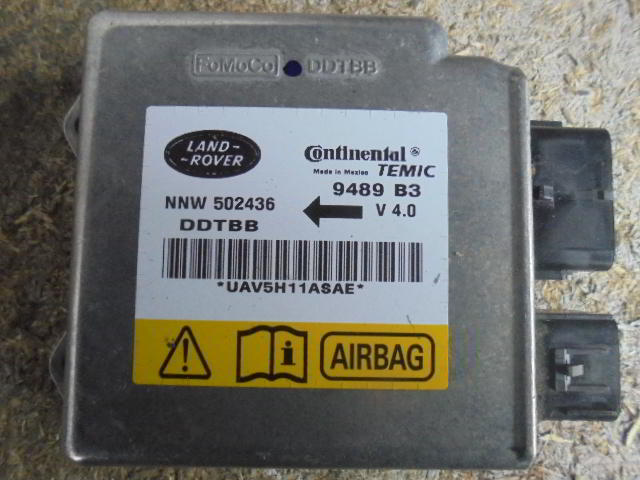 FoMoCo DDTBB
LAND-
-ROVER
Continental
Made in Mexico TEMIC
9489 B3
NNW 502436 V 4.0
DDTBB
*UAV5H11ASAE*
i AIRBAG